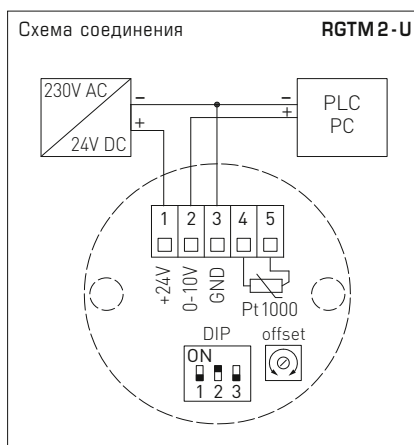 Схема соединения RGTM 2 - U
230V AC
24V DC
−
+
−
+
PLC
PC
1 2 3 4 5
+24V
0-10V
GND
Pt1000
DIP
offset
ON
1 2 3